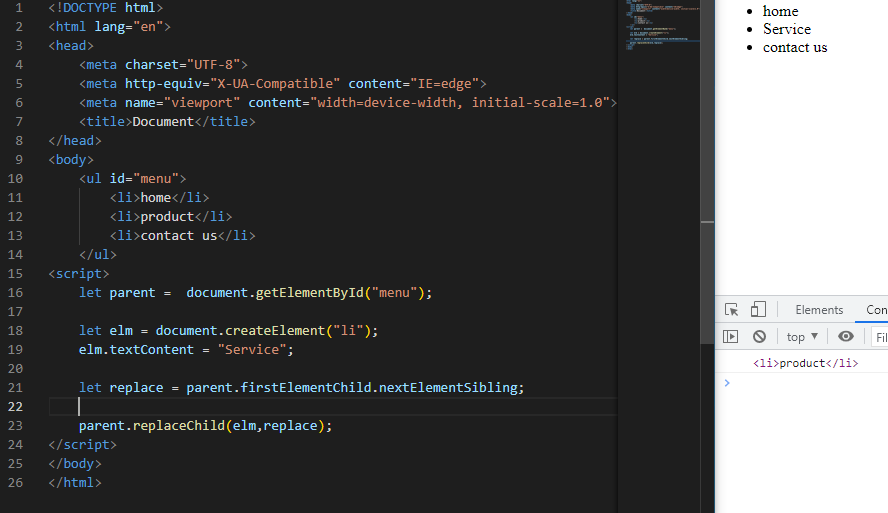 1 <!DOCTYPE html>
2 <html lang="en">
3 <head>
4 <meta charset="UTF-8">
5 <meta http-equiv="X-UA-Compatible" content="IE=edge">
6 <meta name="viewport" content="width=device-width, initial-scale=1.0">
7 <title>Document</title>
8 </head>
9 <body>
10 <ul id="menu">
11 <li>home</li>
12 <li>product</li>
13 <li>contact us</li>
14 </ul>
15 <script>
16 let parent =  document.getElementById("menu");
17
18 let elm = document.createElement("li");
19 elm.textContent = "Service";
20
21 let replace = parent.firstElementChild.nextElementSibling;
22
23 parent.replaceChild(elm,replace);
24 </script>
25 </body>
26 </html>
• home
• Service
• contact us
Elements Con
top ▼ Fil
<li>product</li>
>